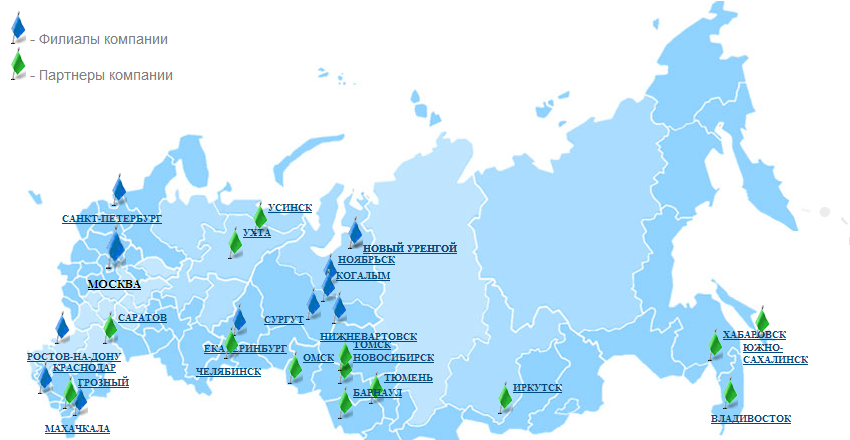 - Филиалы компании
- Партнеры компании
УСИНСК
САНКТ-ПЕТЕРБУРГ
УХТА
НОВЫЙ УРЕНГОЙ
НОЯБРЬСК
КОГАЛЫМ
МОСКВА
САРАТОВ
СУРГУТ
НИЖНЕВАРТОВСК
ХАБАРОВСК
ЕКАТЕРИНБУРГ
ТОМСК
ЮЖНО-
САХАЛИНСК
РОСТОВ-НА-ДОНУ
ОМСК
НОВОСИБИРСК
КРАСНОДАР
ЧЕЛЯБИНСК
ТЮМЕНЬ
ГРОЗНЫЙ
БАРНАУЛ
ИРКУТСК
ВЛАДИВОСТОК
МАХАЧКАЛА